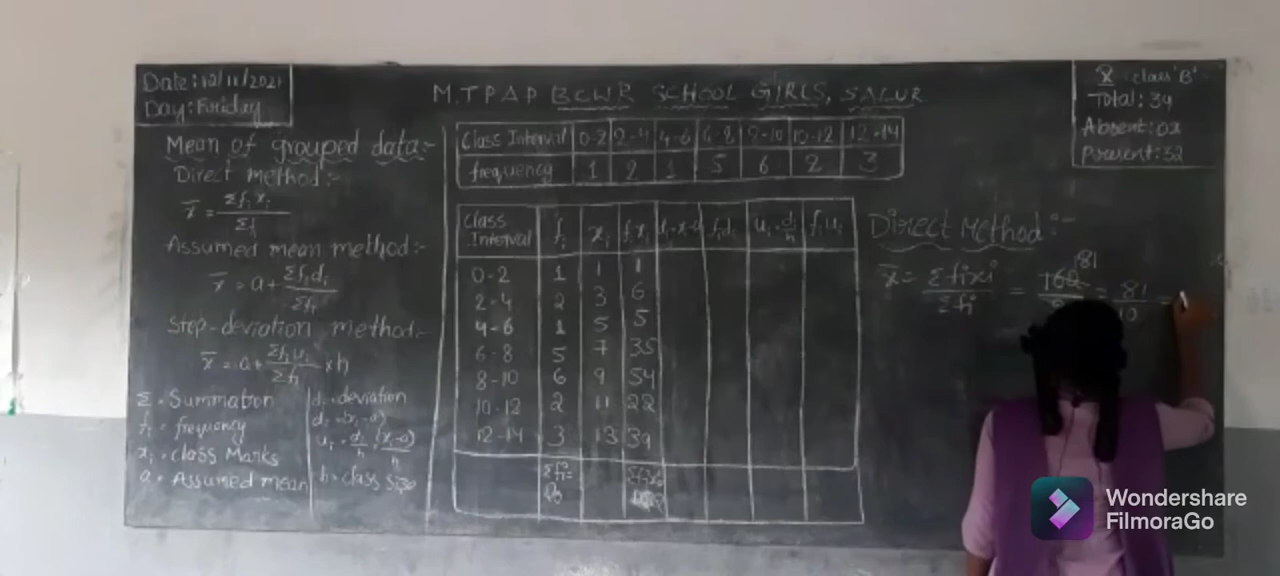 Date: 12/11/2021
Day: Friday
M.T P A P BCWR SCHOOL GIRLS, SALUR
X class 'B'
Total: 34
Absent: 02
Present: 32
Mean of grouped data:-
Direct method:-
x̄ = Σfᵢxᵢ / Σfᵢ
Assumed mean method:-
x̄ = a + Σfᵢdᵢ / Σfᵢ
Step-deviation method:-
x̄ = a + Σfᵢuᵢ / Σfᵢ × h
Σ = Summation
fᵢ = frequency
xᵢ = class Marks
a = Assumed mean
dᵢ = deviation
dᵢ = (xᵢ-a)
uᵢ = dᵢ/h = (xᵢ-a)/h
h = class size
Class Interval 0-2 2-4 4-6 6-8 8-10 10-12 12-14
frequency 1 2 1 5 6 2 3
Class Interval fᵢ xᵢ fᵢxᵢ dᵢ=xᵢ-a fᵢdᵢ uᵢ=dᵢ/h fᵢuᵢ
0-2 1 1 1
2-4 2 3 6
4-6 1 5 5
6-8 5 7 35
8-10 6 9 54
10-12 2 11 22
12-14 3 13 39
Σfᵢ= Σfᵢxᵢ
Direct Method:-
x̄ = Σfixi / Σfi = 162 81 = 81/10 =
Wondershare
FilmoraGo